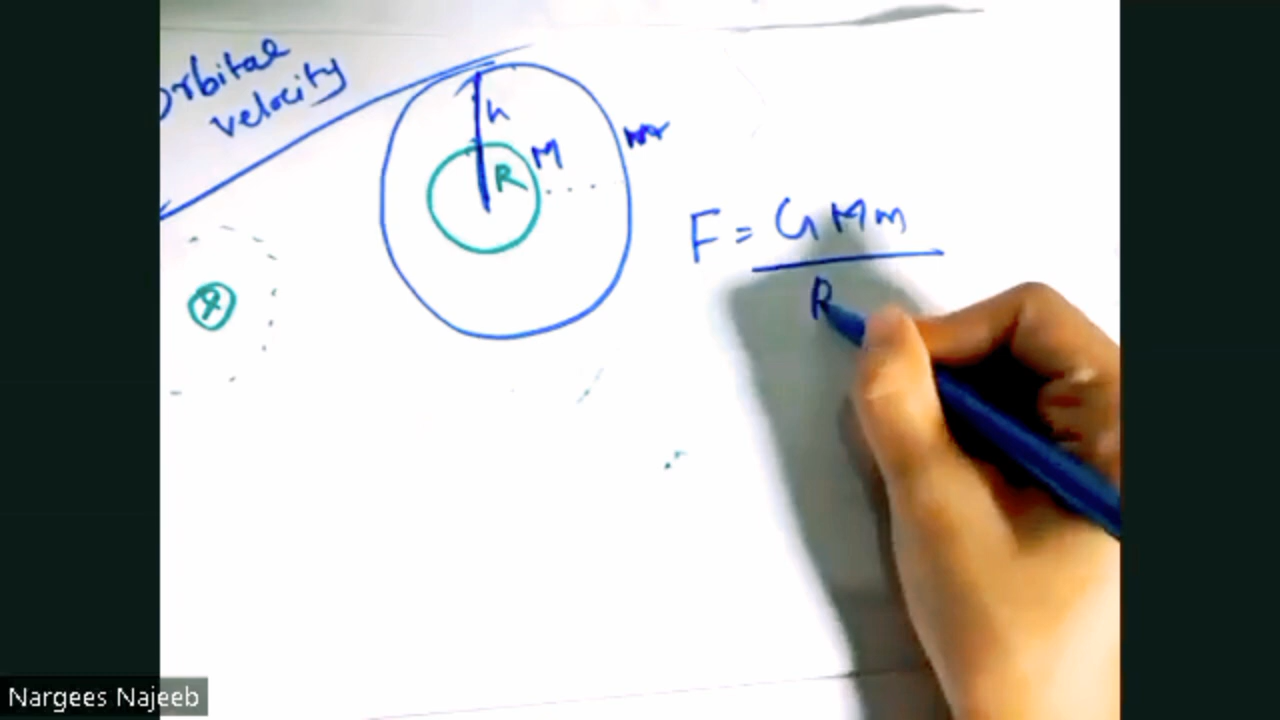 Orbital
velocity
h
R
M
F = GMm
R
Nargees Najeeb